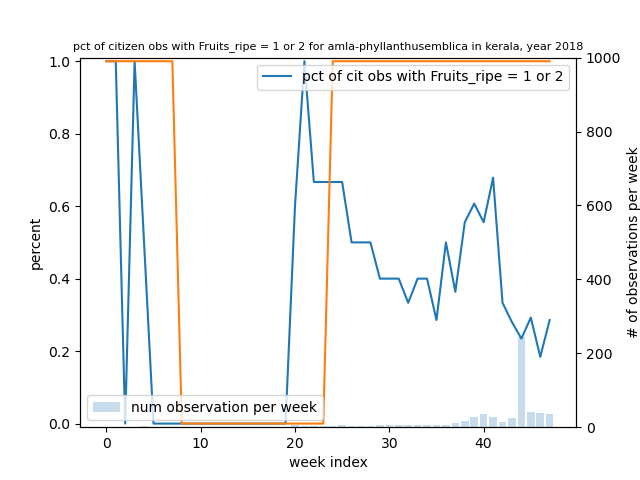 pct of citizen obs with Fruits_ripe = 1 or 2 for amla-phyllanthusemblica in kerala, year 2018
pct of cit obs with Fruits_ripe = 1 or 2
1.0
0.8
0.6
0.4
0.2
0.0
percent
1000
800
600
400
200
0
# of observations per week
num observation per week
0 10 20 30 40
week index